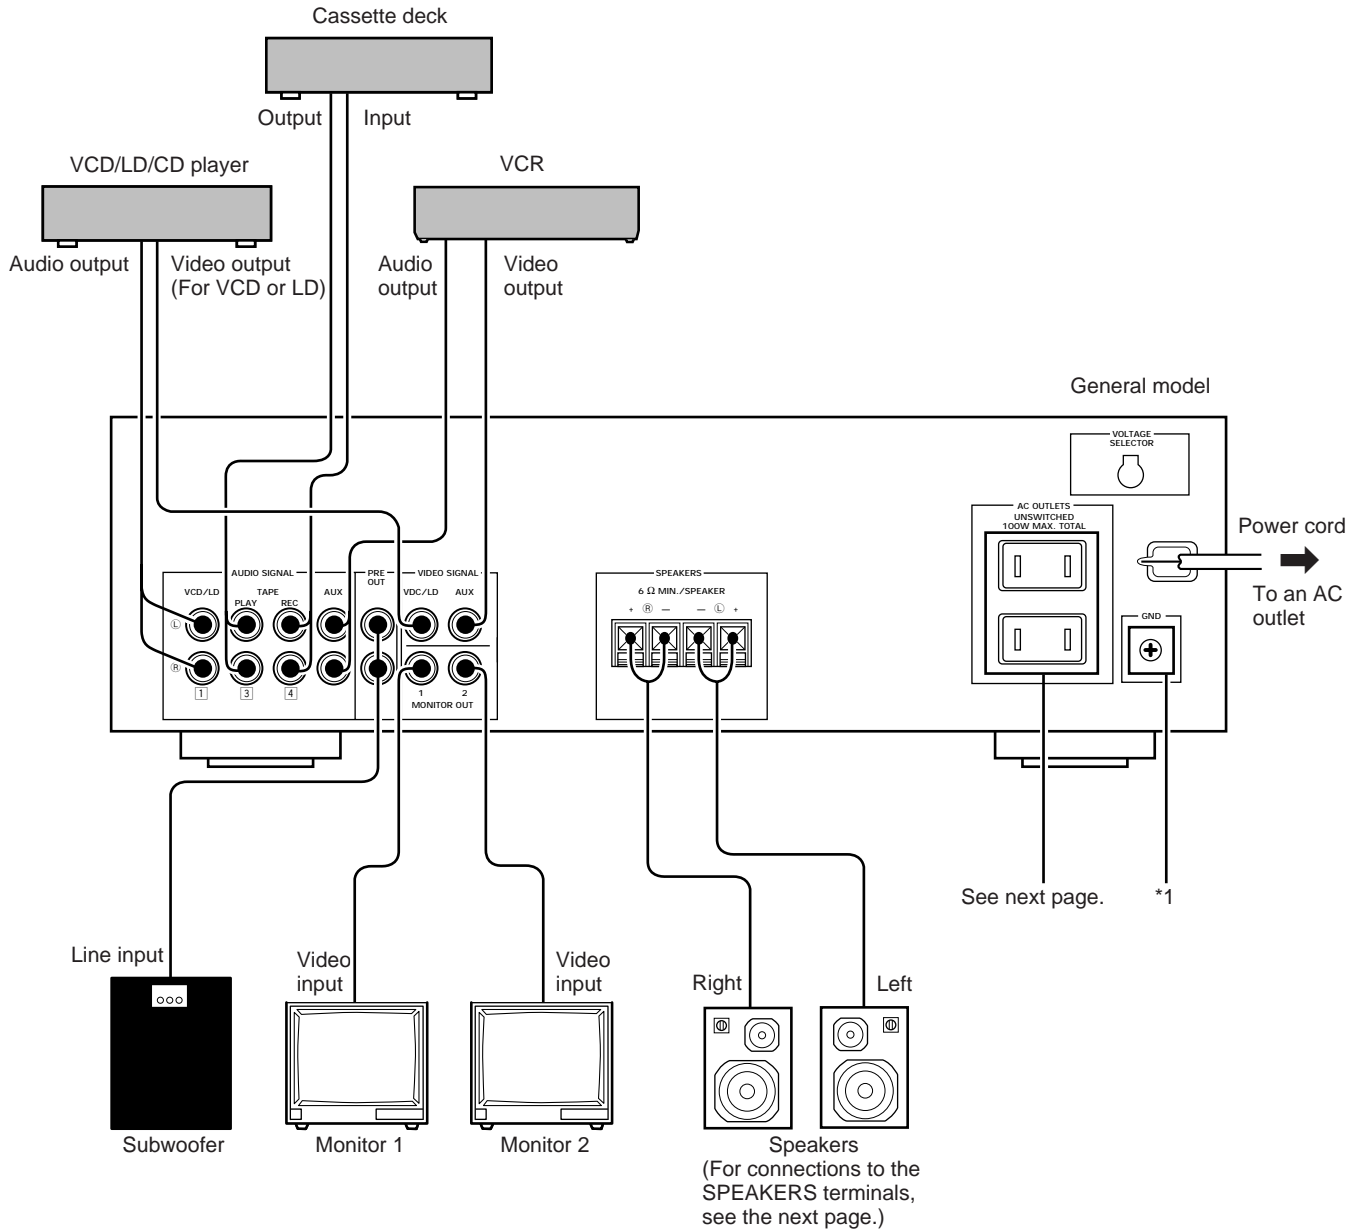 Cassette deck
Output
Input
VCD/LD/CD player
VCR
Audio output
Video output
(For VCD or LD)
Audio
output
Video
output
General model
VOLTAGE
SELECTOR
AC OUTLETS
UNSWITCHED
100W MAX. TOTAL
Power cord
To an AC
outlet
AUDIO SIGNAL
PRE
OUT
VIDEO SIGNAL
VCD/LD
TAPE
PLAY
REC
AUX
VDC/LD
AUX
Ⓛ
Ⓡ
1
3
4
1
2
MONITOR OUT
SPEAKERS
6 Ω MIN./SPEAKER
+ Ⓡ – – Ⓛ +
GND
See next page.
*1
Line input
Video
input
Video
input
Right
Left
Subwoofer
Monitor 1
Monitor 2
Speakers
(For connections to the
SPEAKERS terminals,
see the next page.)